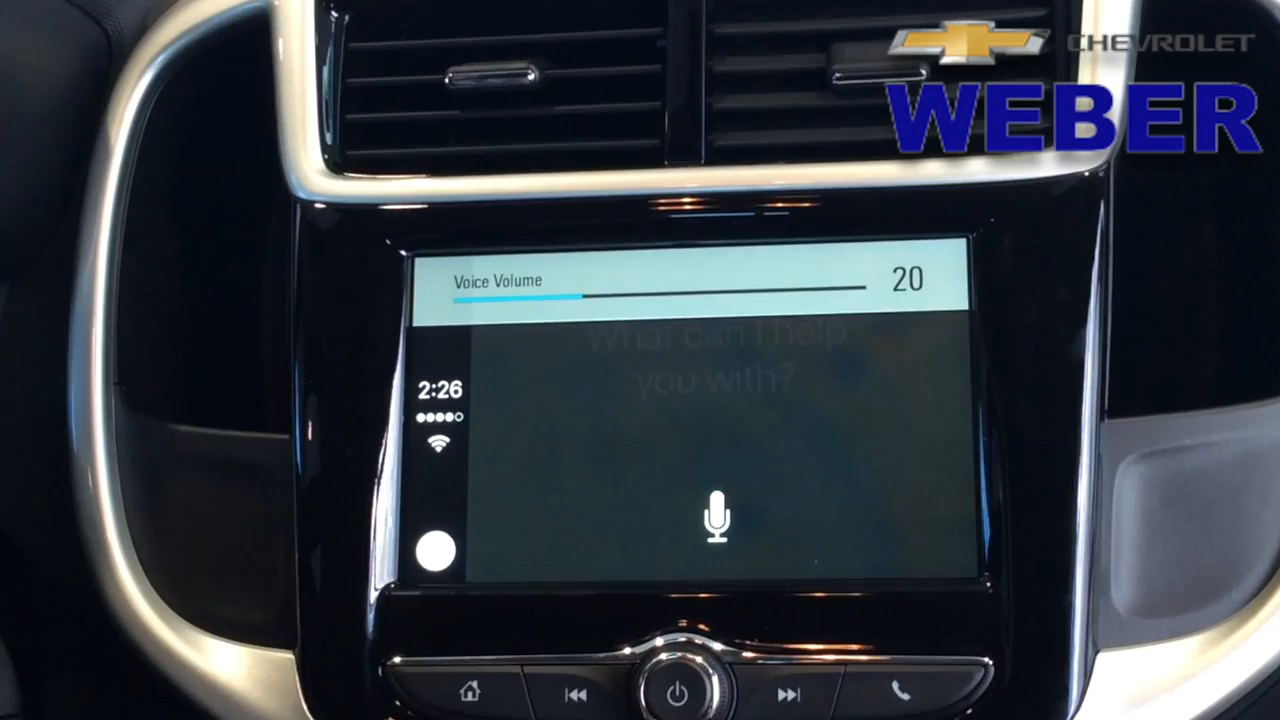 CHEVROLET
WEBER
Voice Volume 20
What can I help
you with?
2:26